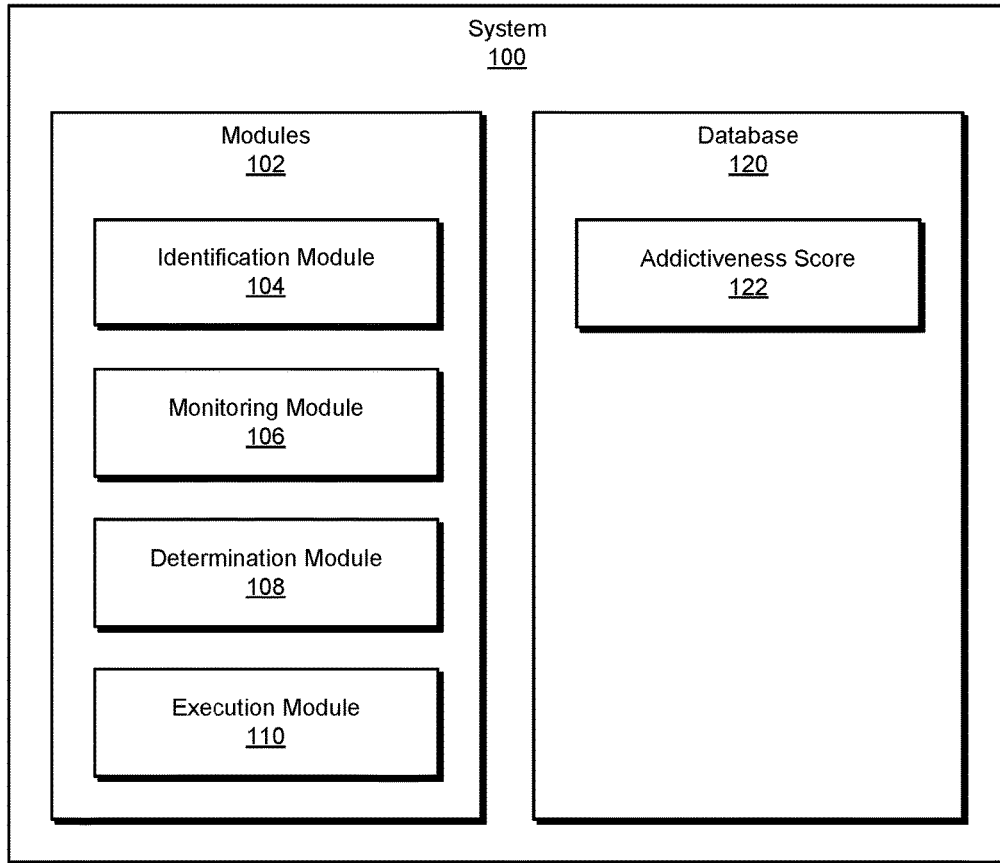 System
100
Modules
102
Identification Module
104
Monitoring Module
106
Determination Module
108
Execution Module
110
Database
120
Addictiveness Score
122